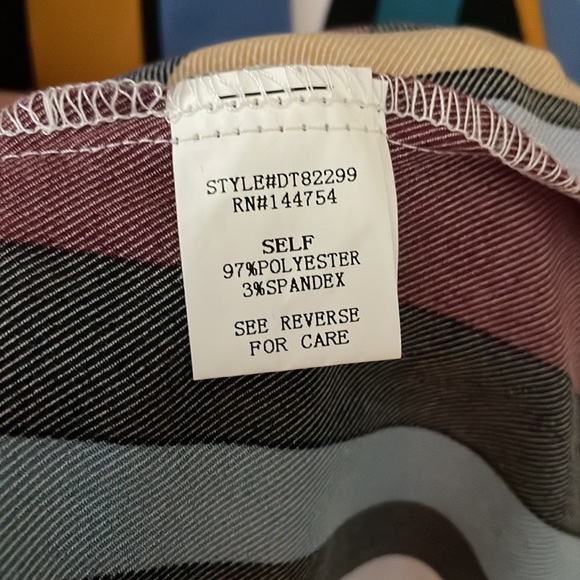 STYLE#DT82299
RN#144754
SELF
97%POLYESTER
3%SPANDEX
SEE REVERSE
FOR CARE